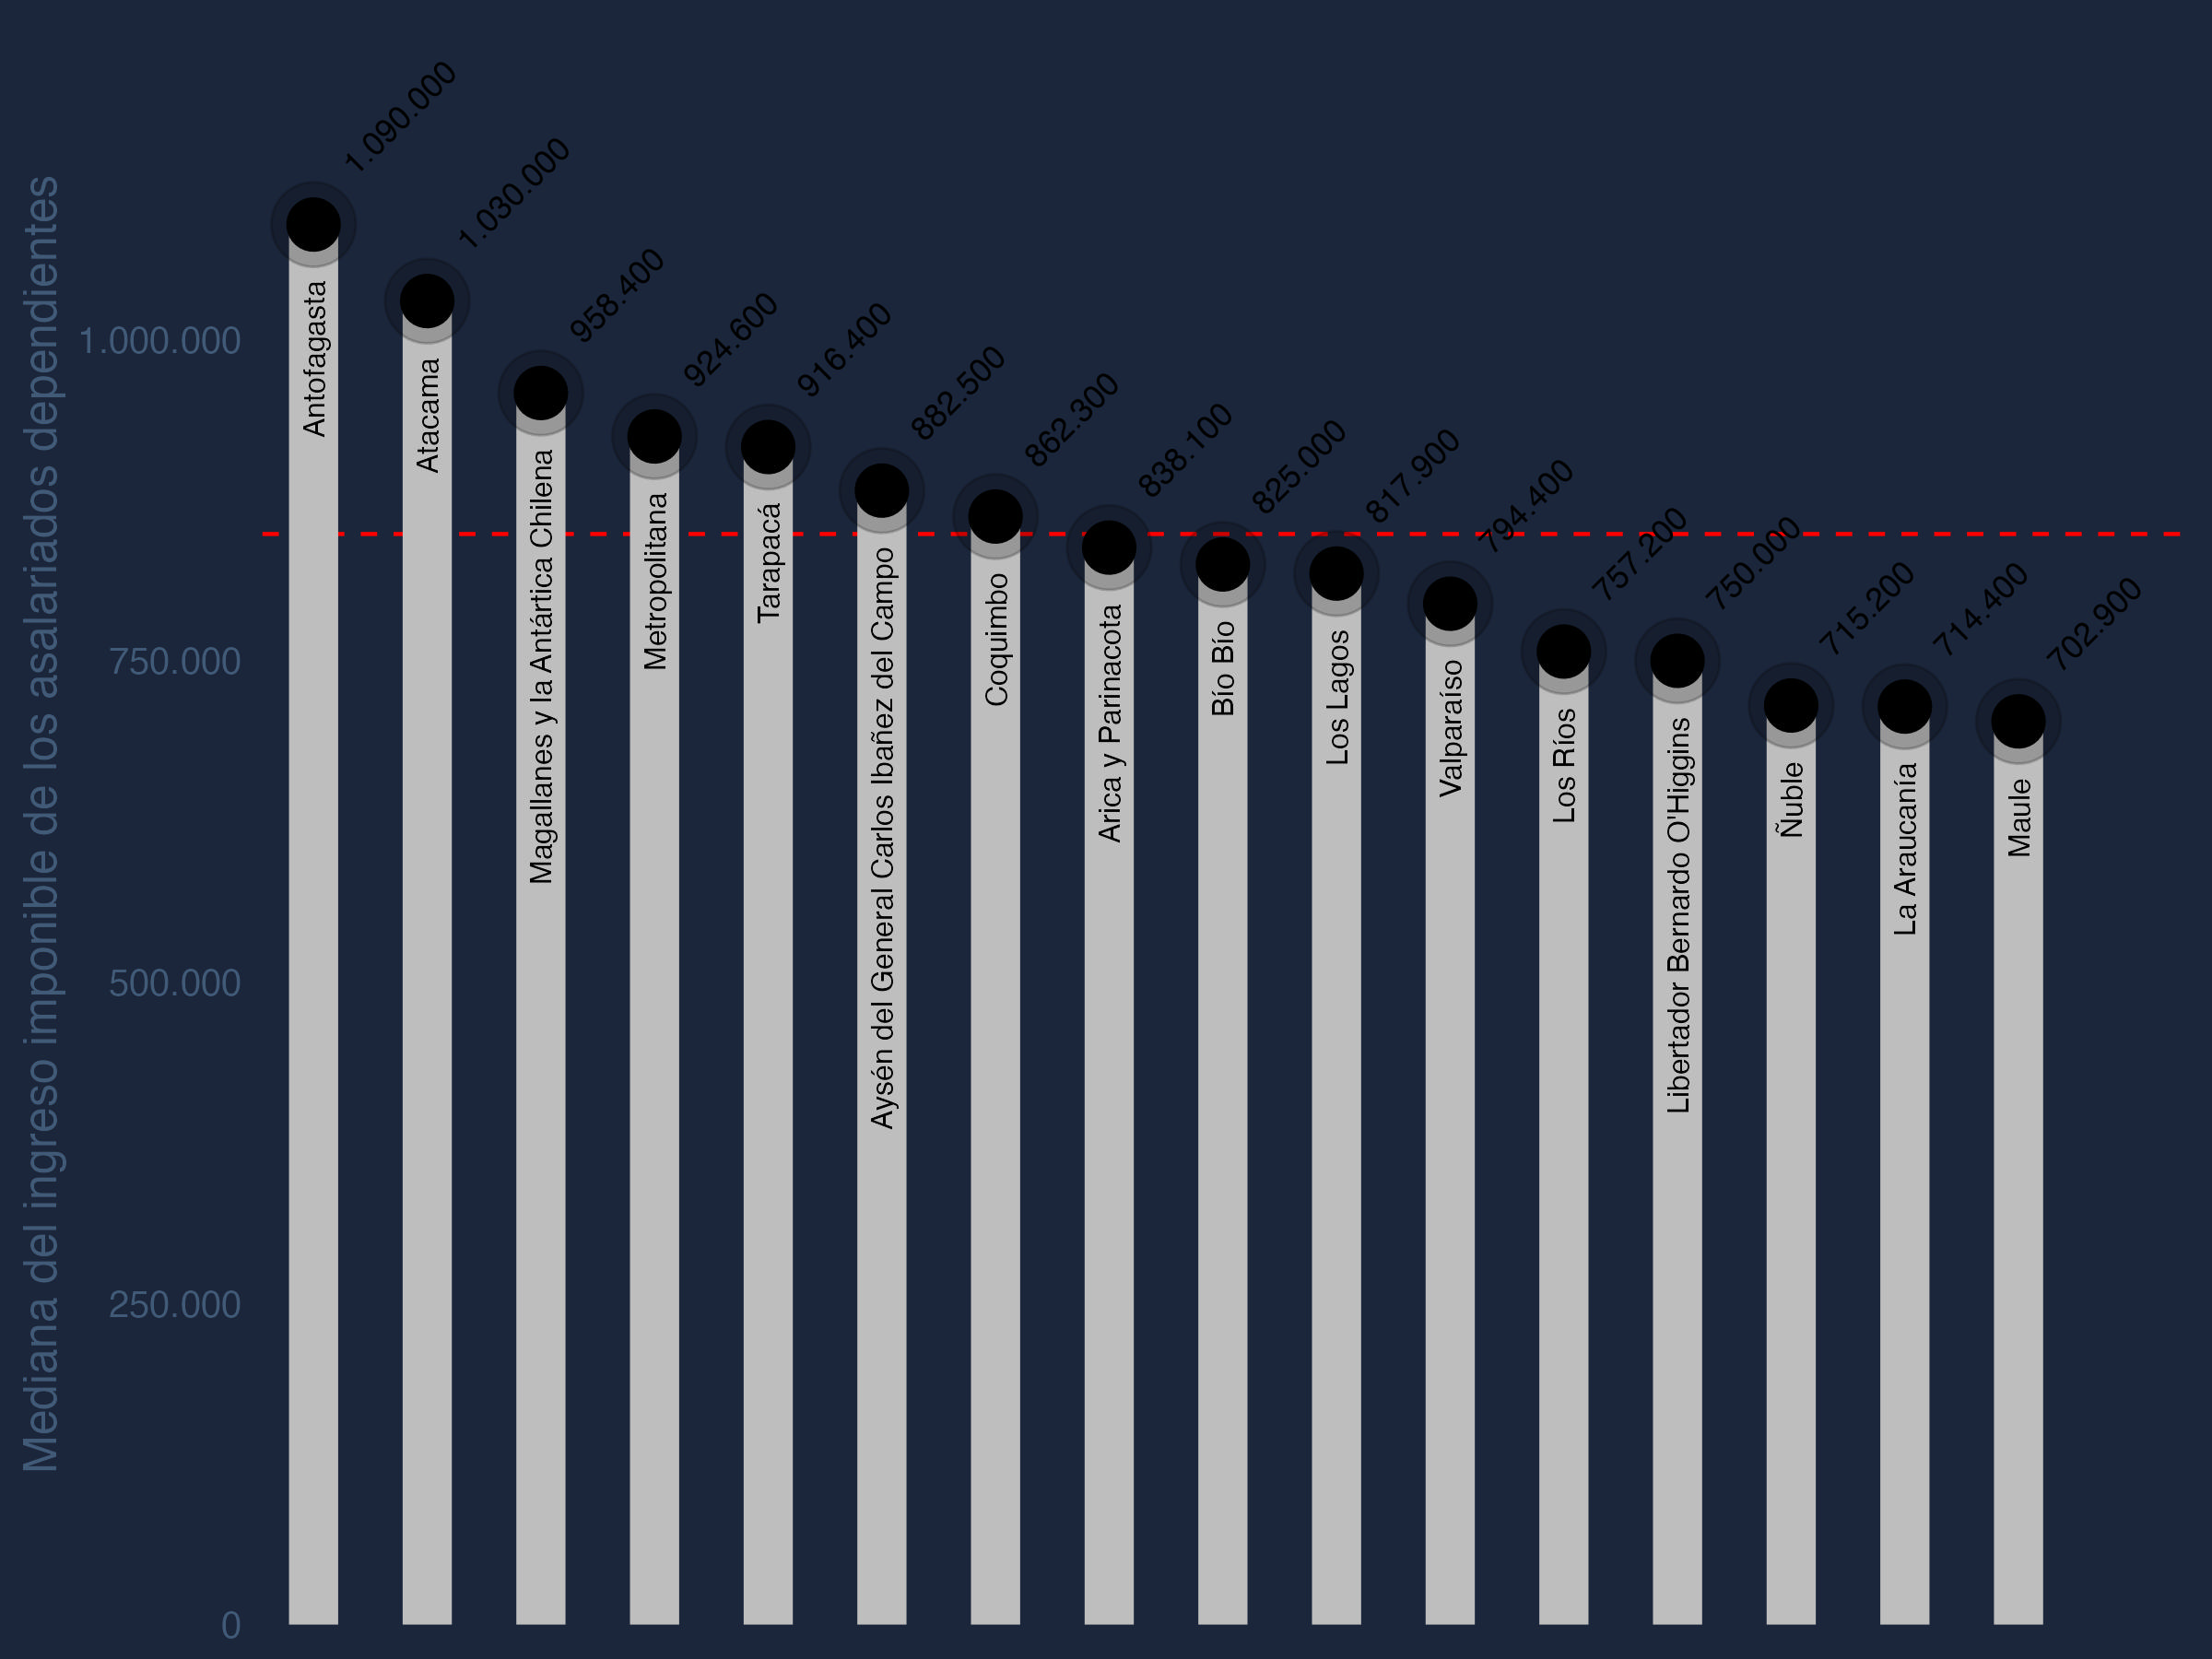 Mediana del ingreso imponible de los asalariados dependientes
1.000.000
750.000
500.000
250.000
0
1.090.000
1.030.000
958.400
924.600
916.400
882.500
862.300
838.100
825.000
817.900
794.400
757.200
750.000
715.200
714.400
702.900
Antofagasta
Atacama
Magallanes y la Antártica Chilena
Metropolitana
Tarapacá
Aysén del General Carlos Ibañez del Campo
Coquimbo
Arica y Parinacota
Bío Bío
Los Lagos
Valparaíso
Los Ríos
Libertador Bernardo O'Higgins
Ñuble
La Araucanía
Maule